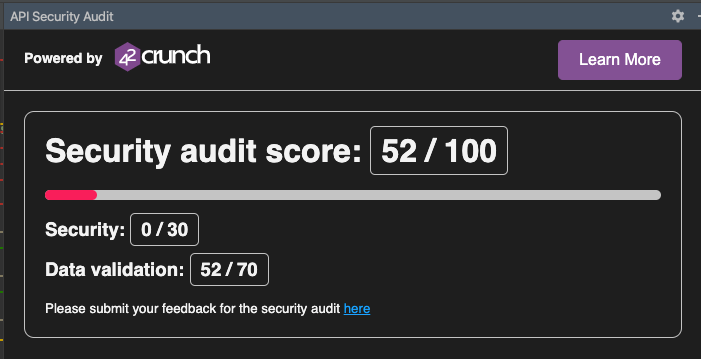 API Security Audit
Powered by 42crunch
Learn More
Security audit score: 52 / 100
Security: 0 / 30
Data validation: 52 / 70
Please submit your feedback for the security audit here